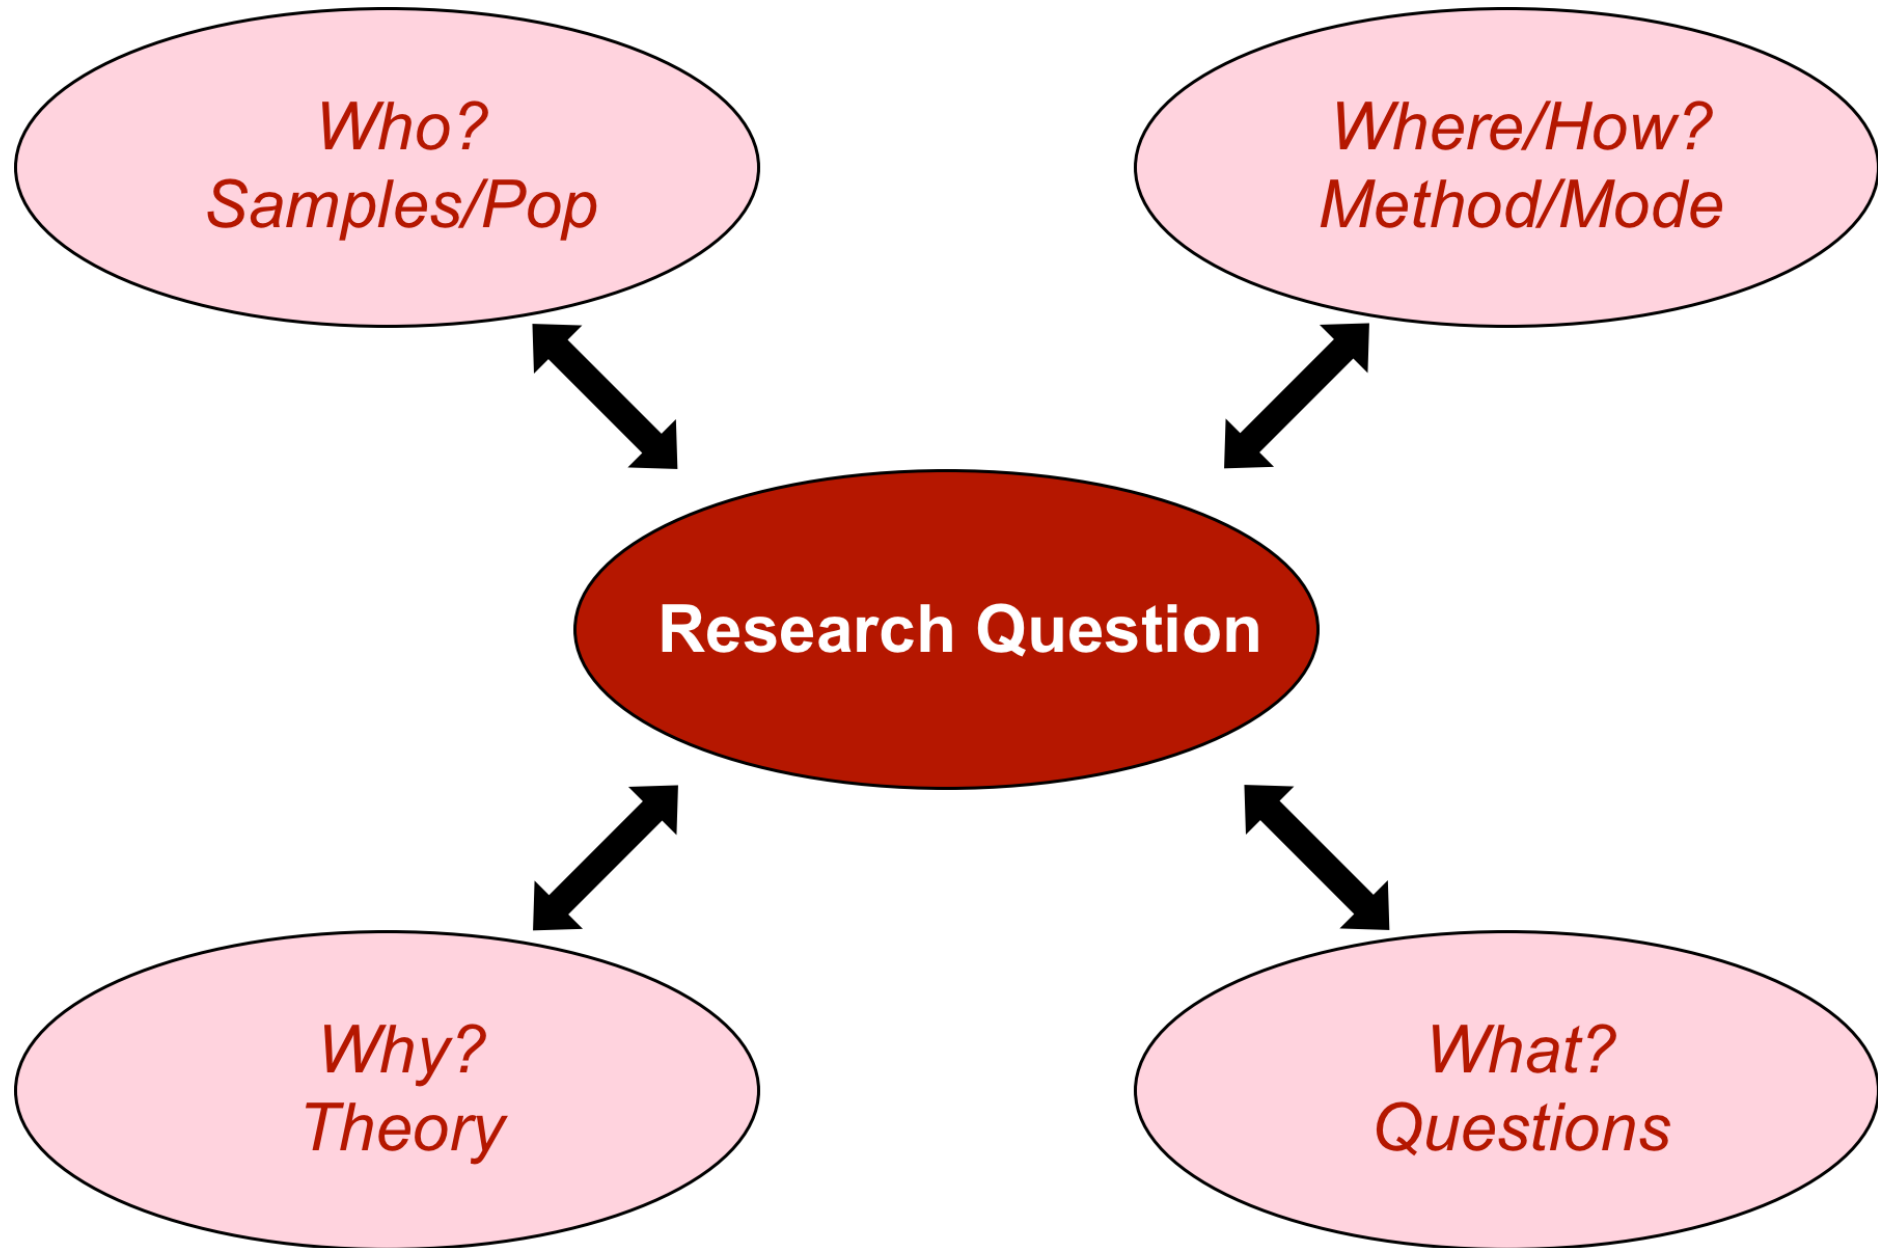 Who?
Samples/Pop
Where/How?
Method/Mode
Research Question
Why?
Theory
What?
Questions